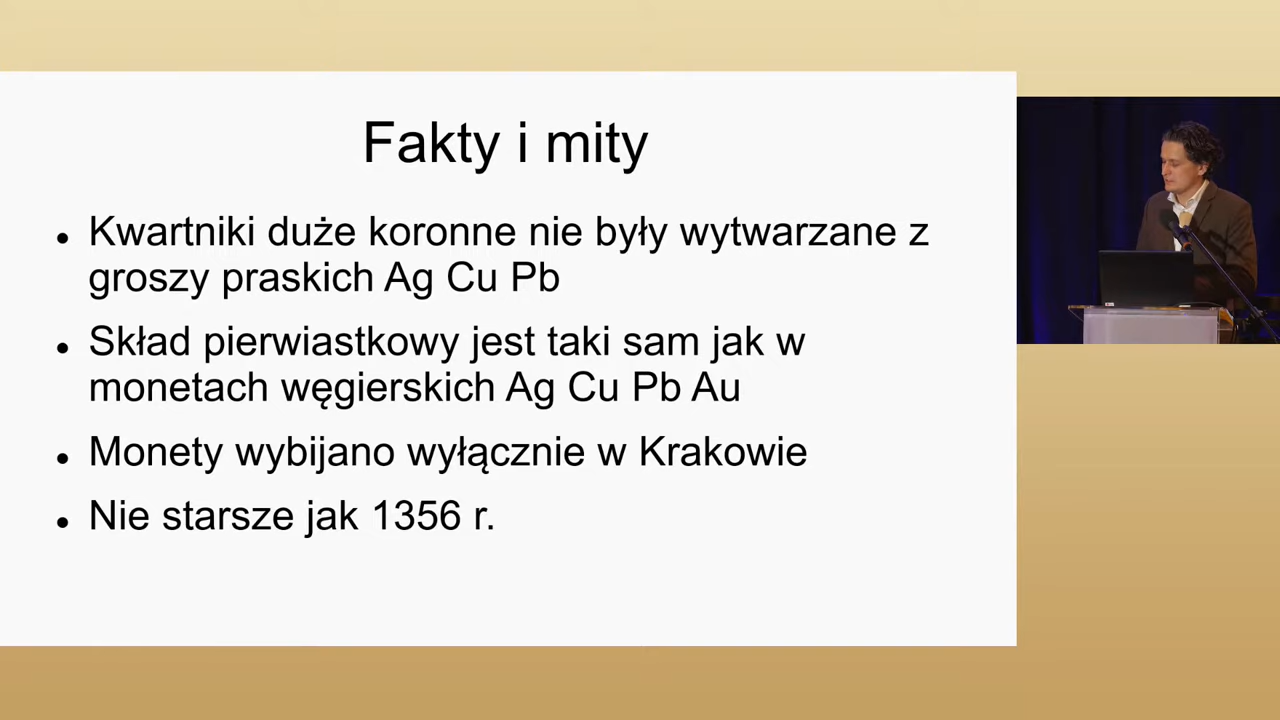 Fakty i mity
• Kwartniki duże koronne nie były wytwarzane z
groszy praskich Ag Cu Pb
• Skład pierwiastkowy jest taki sam jak w
monetach węgierskich Ag Cu Pb Au
• Monety wybijano wyłącznie w Krakowie
• Nie starsze jak 1356 r.